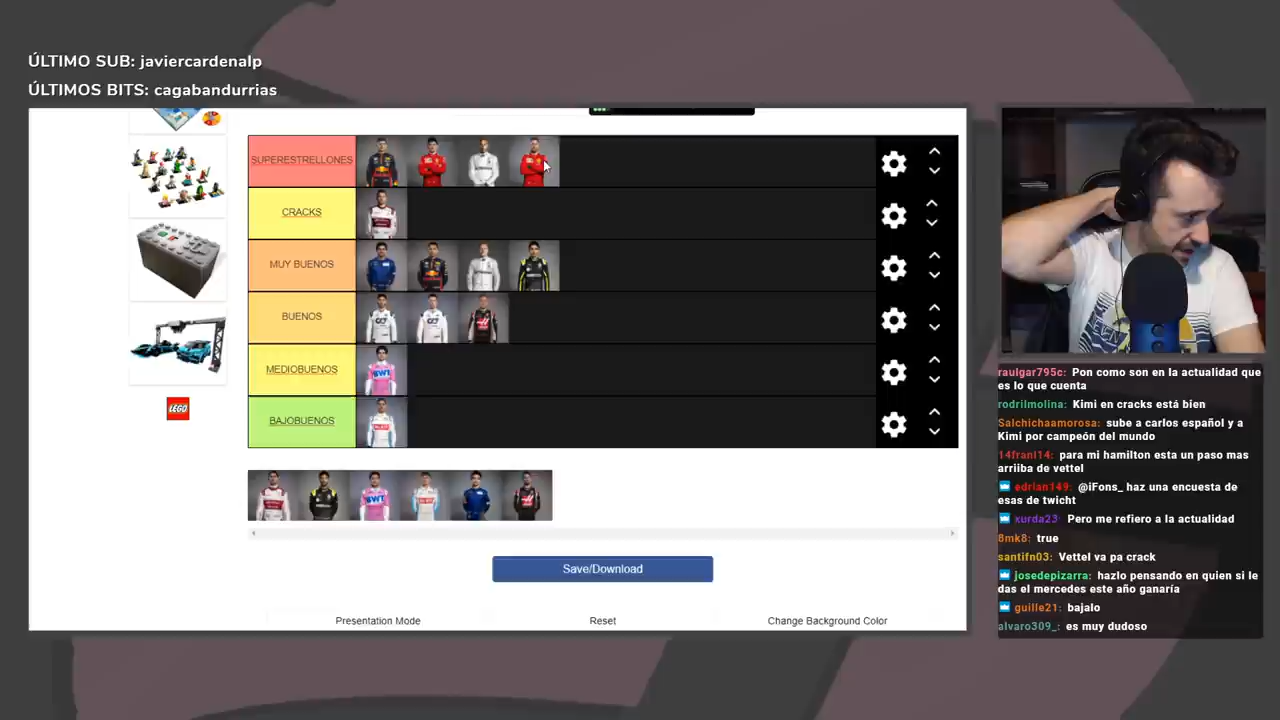 ÚLTIMO SUB: javiercardenalp
ÚLTIMOS BITS: cagabandurrias
SUPERESTRELLONES
CRACKS
MUY BUENOS
BUENOS
MEDIOBUENOS
BAJOBUENOS
BWT
BWT
LEGO
Save/Download
Presentation Mode
Reset
Change Background Color
raulgar795c: Pon como son en la actualidad que
es lo que cuenta
rodrilmolina: Kimi en cracks está bien
Salchichaamorosa: sube a carlos español y a
Kimi por campeón del mundo
14frani14: para mi hamilton esta un paso mas
arriiba de vettel
edrian149: @iFons_ haz una encuesta de
esas de twicht
xurda23: Pero me refiero a la actualidad
8mk8: true
santifn03: Vettel va pa crack
josedepizarra: hazlo pensando en quien si le
das el mercedes este año ganaría
guille21: bajalo
alvaro309_: es muy dudoso